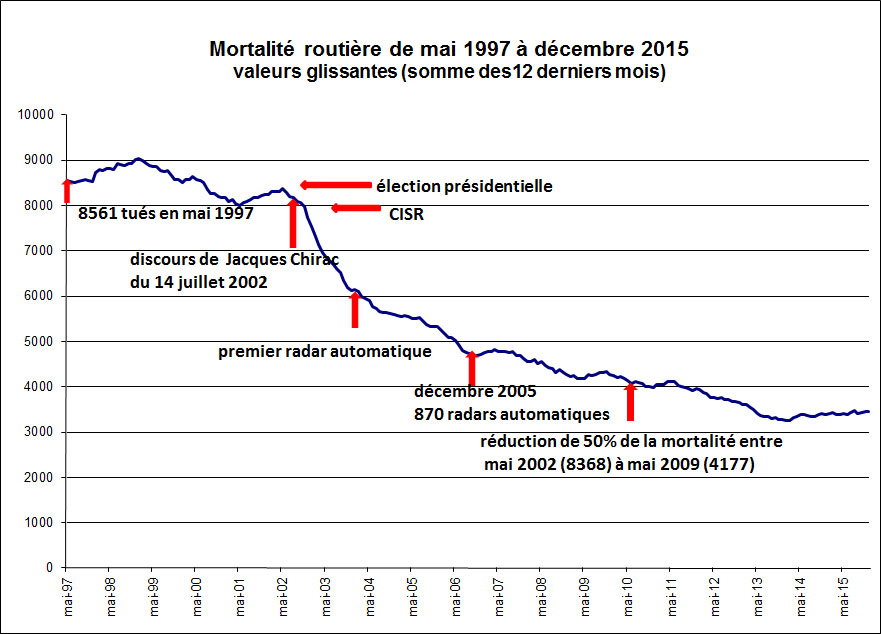 Mortalité routière de mai 1997 à décembre 2015
valeurs glissantes (somme des12 derniers mois)
10000
9000
8000
7000
6000
5000
4000
3000
2000
1000
0
élection présidentielle
CISR
8561 tués en mai 1997
discours de Jacques Chirac
du 14 juillet 2002
premier radar automatique
décembre 2005
870 radars automatiques
réduction de 50% de la mortalité entre
mai 2002 (8368) à mai 2009 (4177)
mai-97
mai-98
mai-99
mai-00
mai-01
mai-02
mai-03
mai-04
mai-05
mai-06
mai-07
mai-08
mai-09
mai-10
mai-11
mai-12
mai-13
mai-14
mai-15